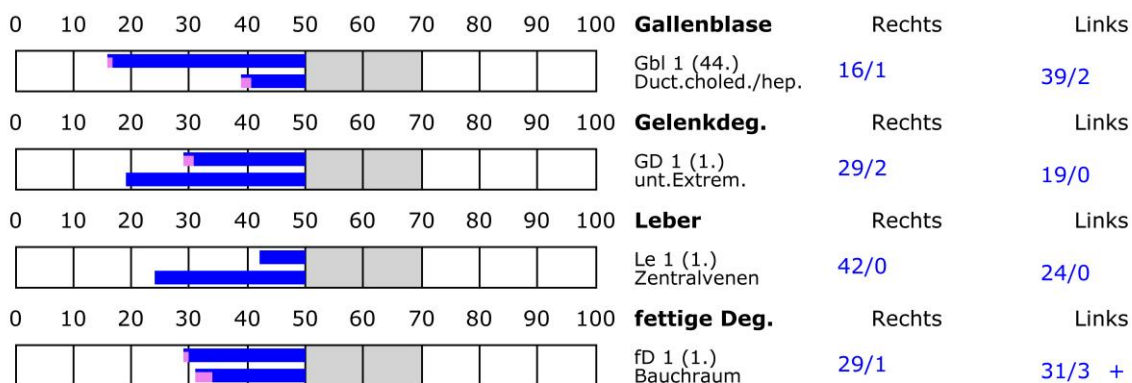 0 10 20 30 40 50 60 70 80 90 100 Gallenblase Rechts Links
Gbl 1 (44.) 16/1 39/2
Duct.choled./hep.
0 10 20 30 40 50 60 70 80 90 100 Gelenkdeg. Rechts Links
GD 1 (1.) 29/2 19/0
unt.Extrem.
0 10 20 30 40 50 60 70 80 90 100 Leber Rechts Links
Le 1 (1.) 42/0 24/0
Zentralvenen
0 10 20 30 40 50 60 70 80 90 100 fettige Deg. Rechts Links
fD 1 (1.) 29/1 31/3 +
Bauchraum